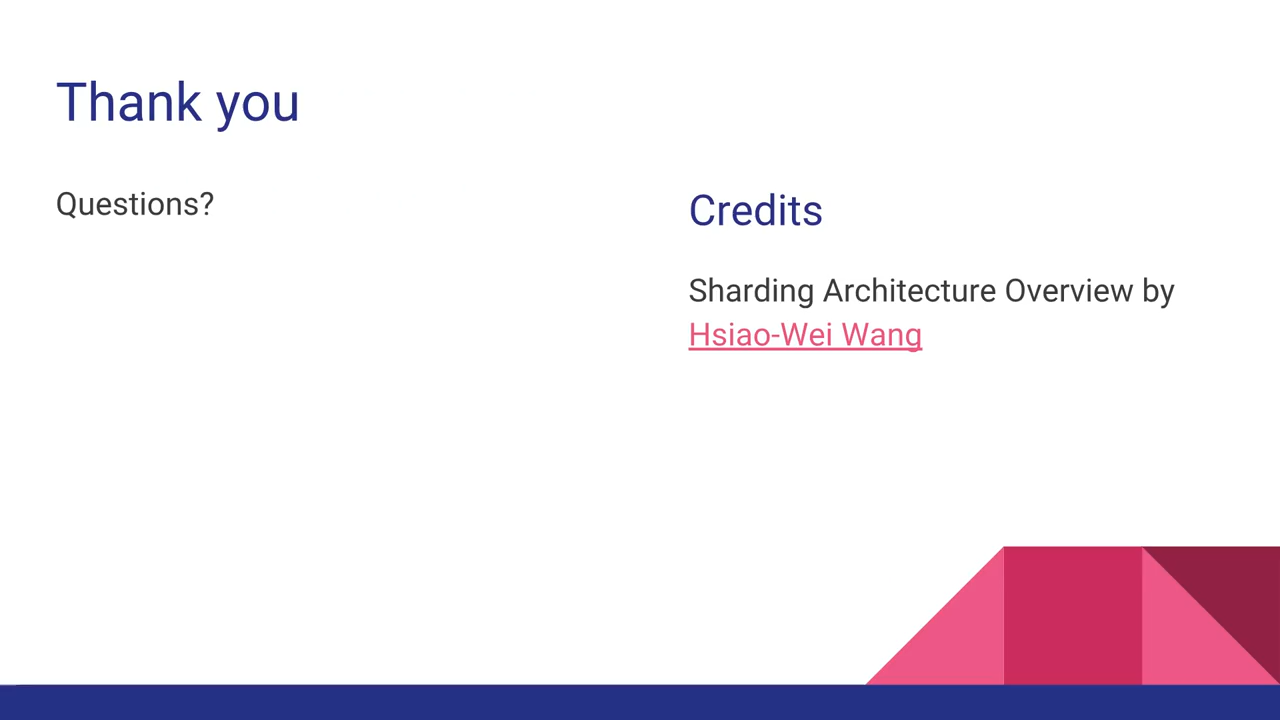 Thank you
Questions?
Credits
Sharding Architecture Overview by
Hsiao-Wei Wang